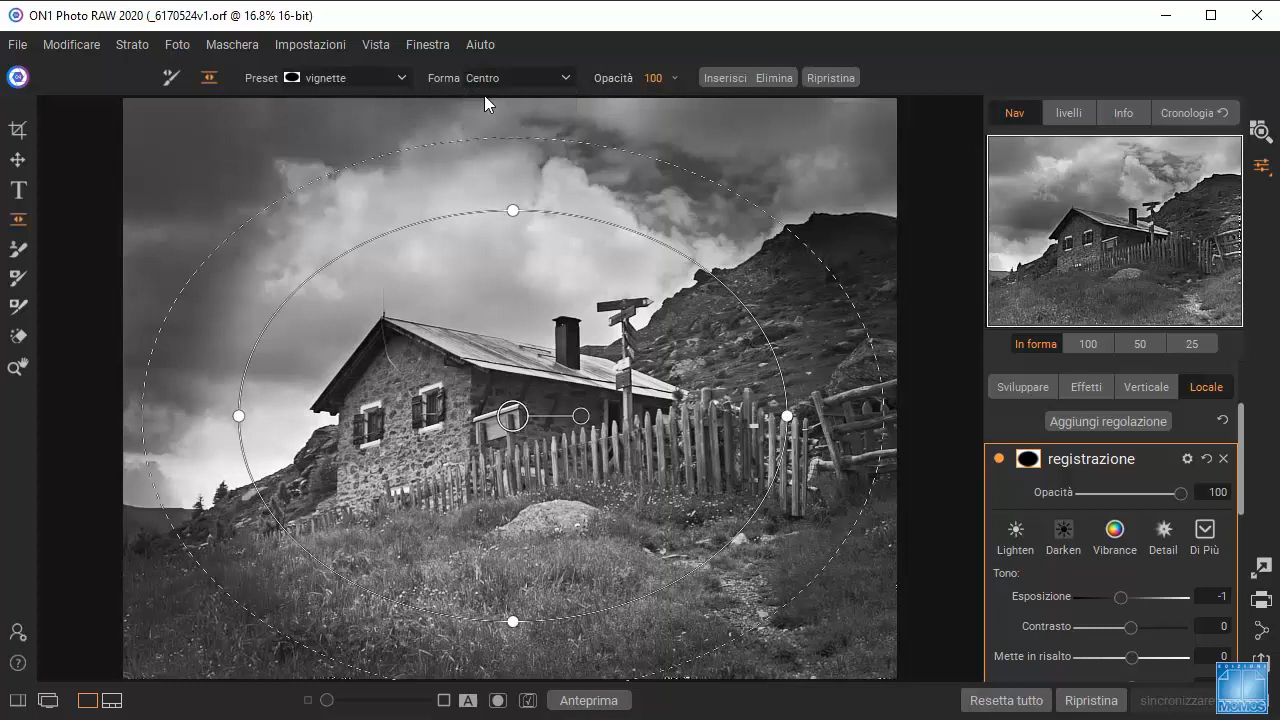 ON1 Photo RAW 2020 (_6170524v1.orf @ 16.8% 16-bit)
File Modificare Strato Foto Maschera Impostazioni Vista Finestra Aiuto
Preset vignette Forma Centro Opacità 100 Inserisci Elimina Ripristina
Nav livelli Info Cronologia
In forma 100 50 25
Sviluppare Effetti Verticale Locale
Aggiungi regolazione
registrazione
Opacità 100
Lighten Darken Vibrance Detail Di Più
Tono:
Esposizione -1
Contrasto 0
Mette in risalto 0
A Anteprima Resetta tutto Ripristina sincronizzare
EDIZIONI
MOMOS